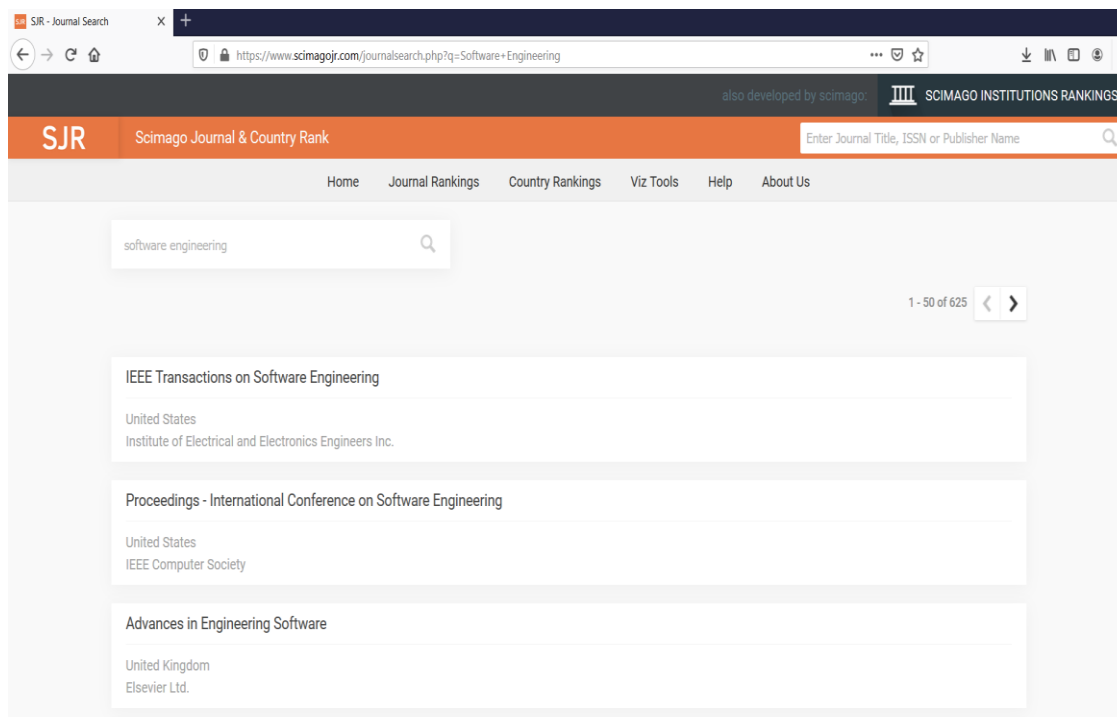 SJR SJR - Journal Search
https://www.scimagojr.com/journalsearch.php?q=Software+Engineering
also developed by scimago: SCIMAGO INSTITUTIONS RANKINGS
SJR Scimago Journal & Country Rank Enter Journal Title, ISSN or Publisher Name
Home Journal Rankings Country Rankings Viz Tools Help About Us
software engineering
1 - 50 of 625
IEEE Transactions on Software Engineering
United States
Institute of Electrical and Electronics Engineers Inc.
Proceedings - International Conference on Software Engineering
United States
IEEE Computer Society
Advances in Engineering Software
United Kingdom
Elsevier Ltd.